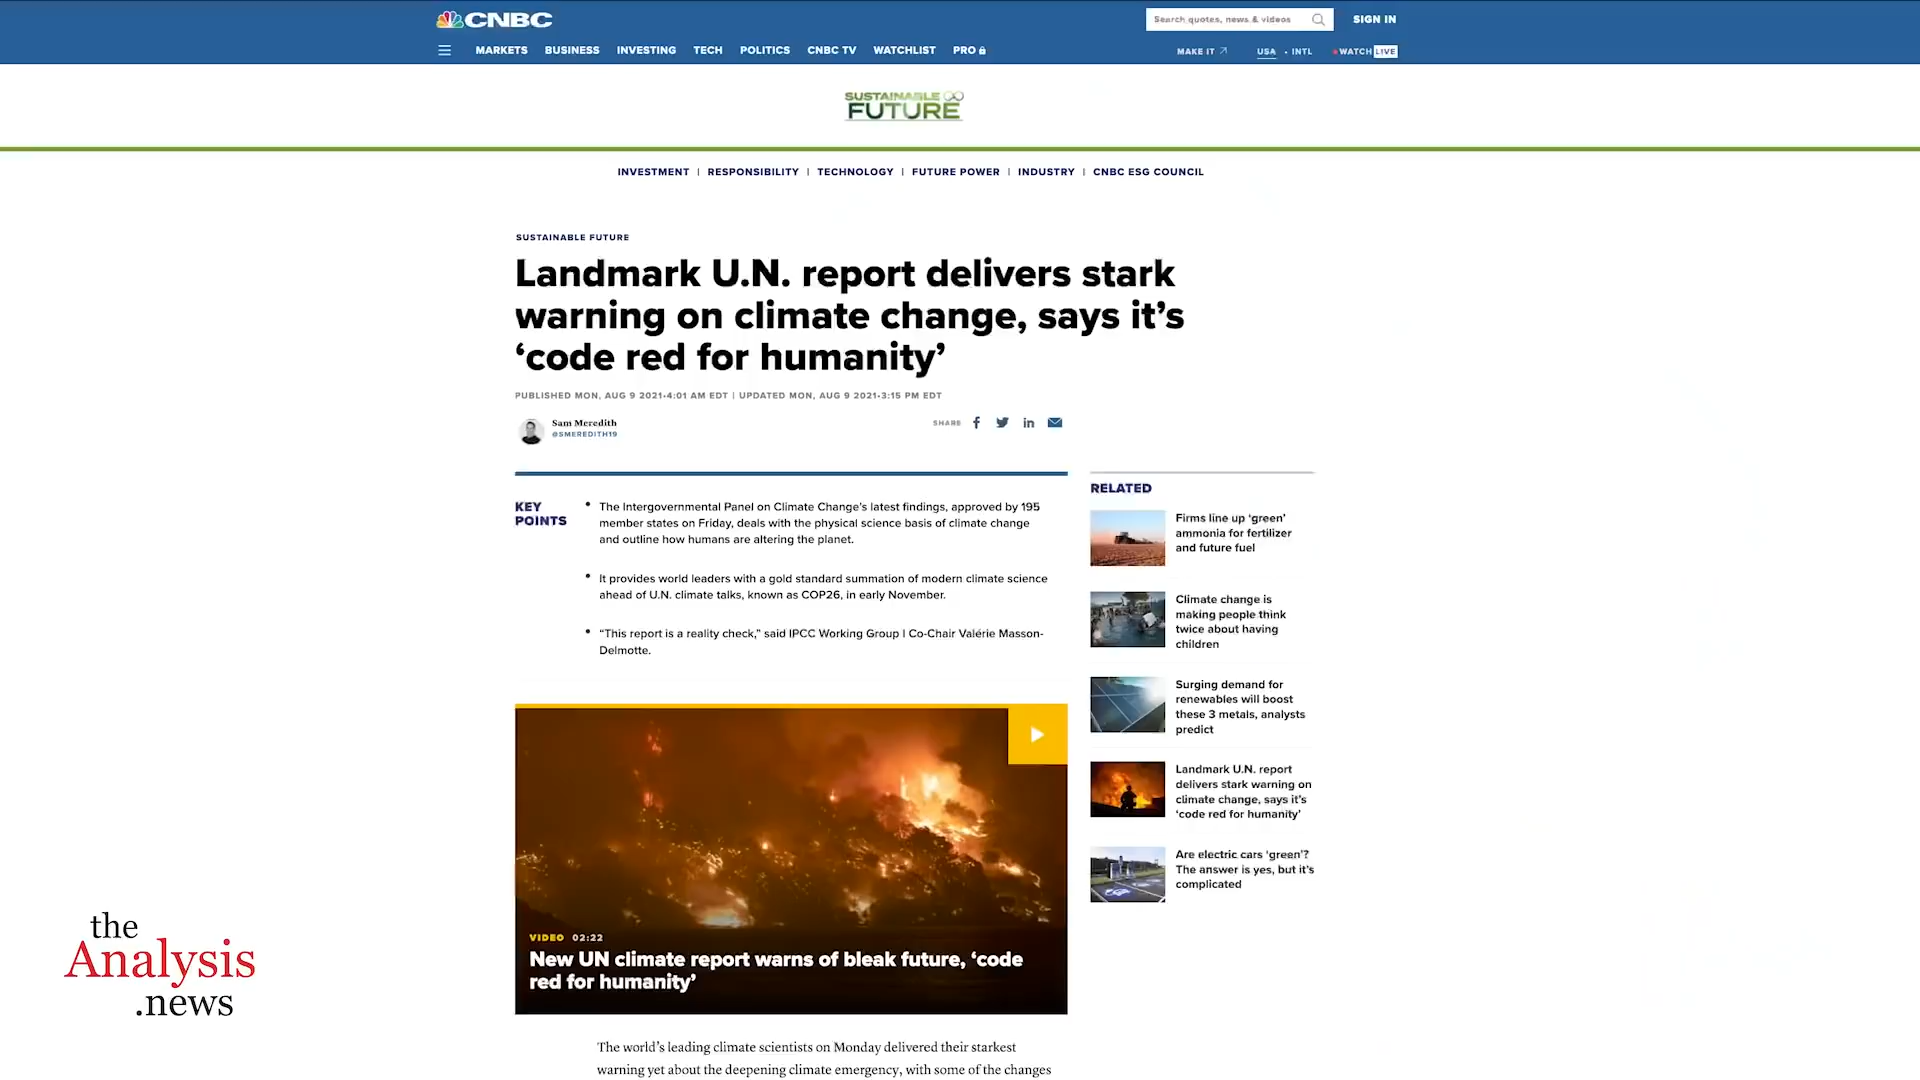 CNBC
Search quotes, news & videos
SIGN IN
MARKETS BUSINESS INVESTING TECH POLITICS CNBC TV WATCHLIST PRO
MAKE IT USA • INTL WATCH LIVE
SUSTAINABLE
FUTURE
INVESTMENT | RESPONSIBILITY | TECHNOLOGY | FUTURE POWER | INDUSTRY | CNBC ESG COUNCIL
SUSTAINABLE FUTURE
Landmark U.N. report delivers stark
warning on climate change, says it’s
‘code red for humanity’
PUBLISHED MON, AUG 9 2021•4:01 AM EDT | UPDATED MON, AUG 9 2021•3:15 PM EDT
Sam Meredith
@SMEREDITH19
SHARE
KEY
POINTS
• The Intergovernmental Panel on Climate Change’s latest findings, approved by 195
member states on Friday, deals with the physical science basis of climate change
and outline how humans are altering the planet.
• It provides world leaders with a gold standard summation of modern climate science
ahead of U.N. climate talks, known as COP26, in early November.
• “This report is a reality check,” said IPCC Working Group I Co-Chair Valérie Masson-
Delmotte.
VIDEO 02:22
New UN climate report warns of bleak future, ‘code
red for humanity’
The world’s leading climate scientists on Monday delivered their starkest
warning yet about the deepening climate emergency, with some of the changes
RELATED
Firms line up ‘green’
ammonia for fertilizer
and future fuel
Climate change is
making people think
twice about having
children
Surging demand for
renewables will boost
these 3 metals, analysts
predict
Landmark U.N. report
delivers stark warning on
climate change, says it’s
‘code red for humanity’
Are electric cars ‘green’?
The answer is yes, but it’s
complicated
the
Analysis
.news